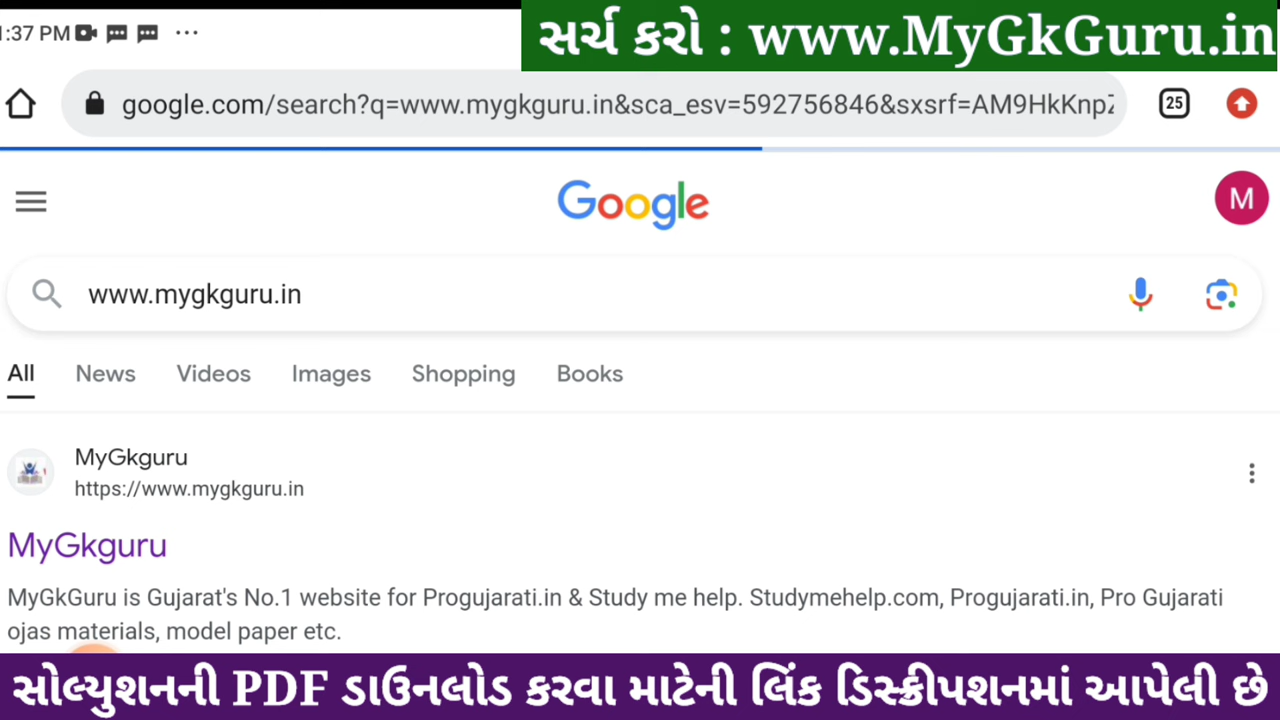 1:37 PM
સર્ચ કરો : www.MyGkGuru.in
google.com/search?q=www.mygkguru.in&sca_esv=592756846&sxsrf=AM9HkKnpZ
25
Google
M
www.mygkguru.in
All News Videos Images Shopping Books
MyGkguru
https://www.mygkguru.in
MyGkguru
MyGkGuru is Gujarat's No.1 website for Progujarati.in & Study me help. Studymehelp.com, Progujarati.in, Pro Gujarati
ojas materials, model paper etc.
સોલ્યુશનની PDF ડાઉનલોડ કરવા માટેની લિંક ડિસ્ક્રીપશનમાં આપેલી છે